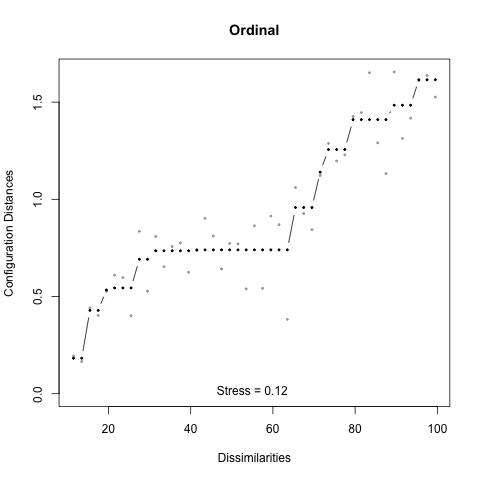 Ordinal
Configuration Distances
1.5
1.0
0.5
0.0
Stress = 0.12
20 40 60 80 100
Dissimilarities